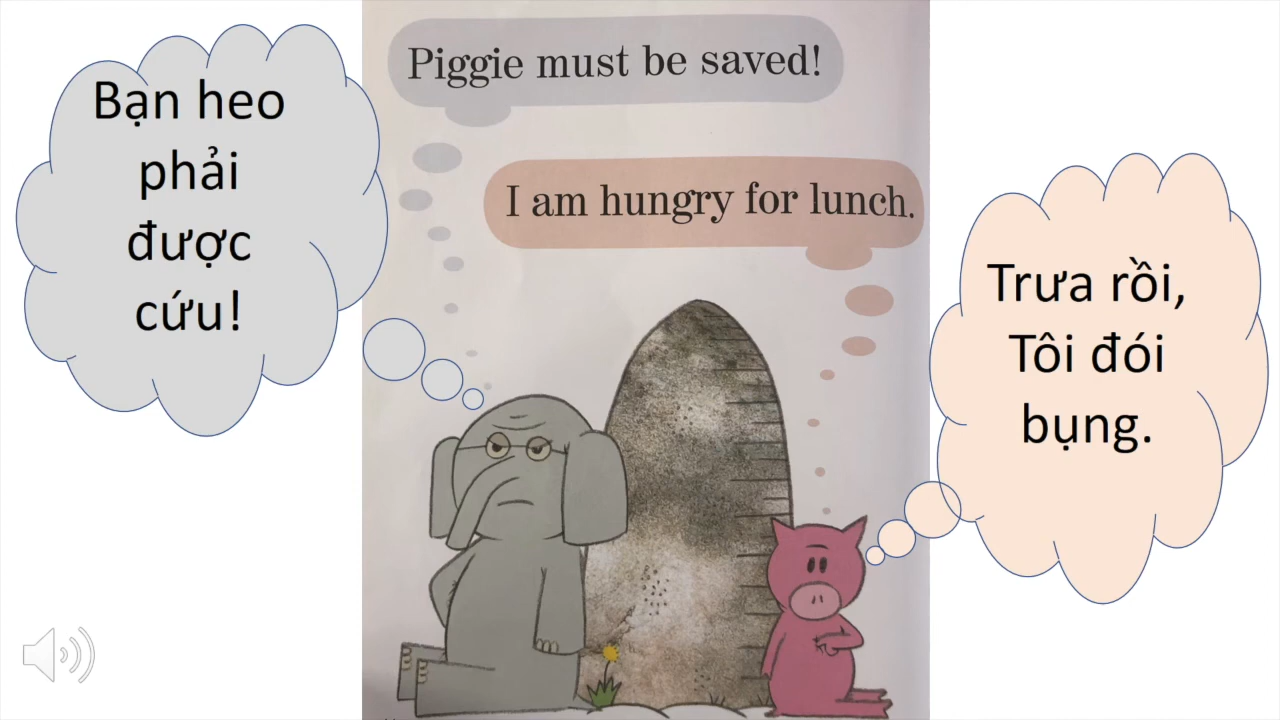 Piggie must be saved!
Bạn heo
phải
được
cứu!
I am hungry for lunch.
Trưa rồi,
Tôi đói
bụng.